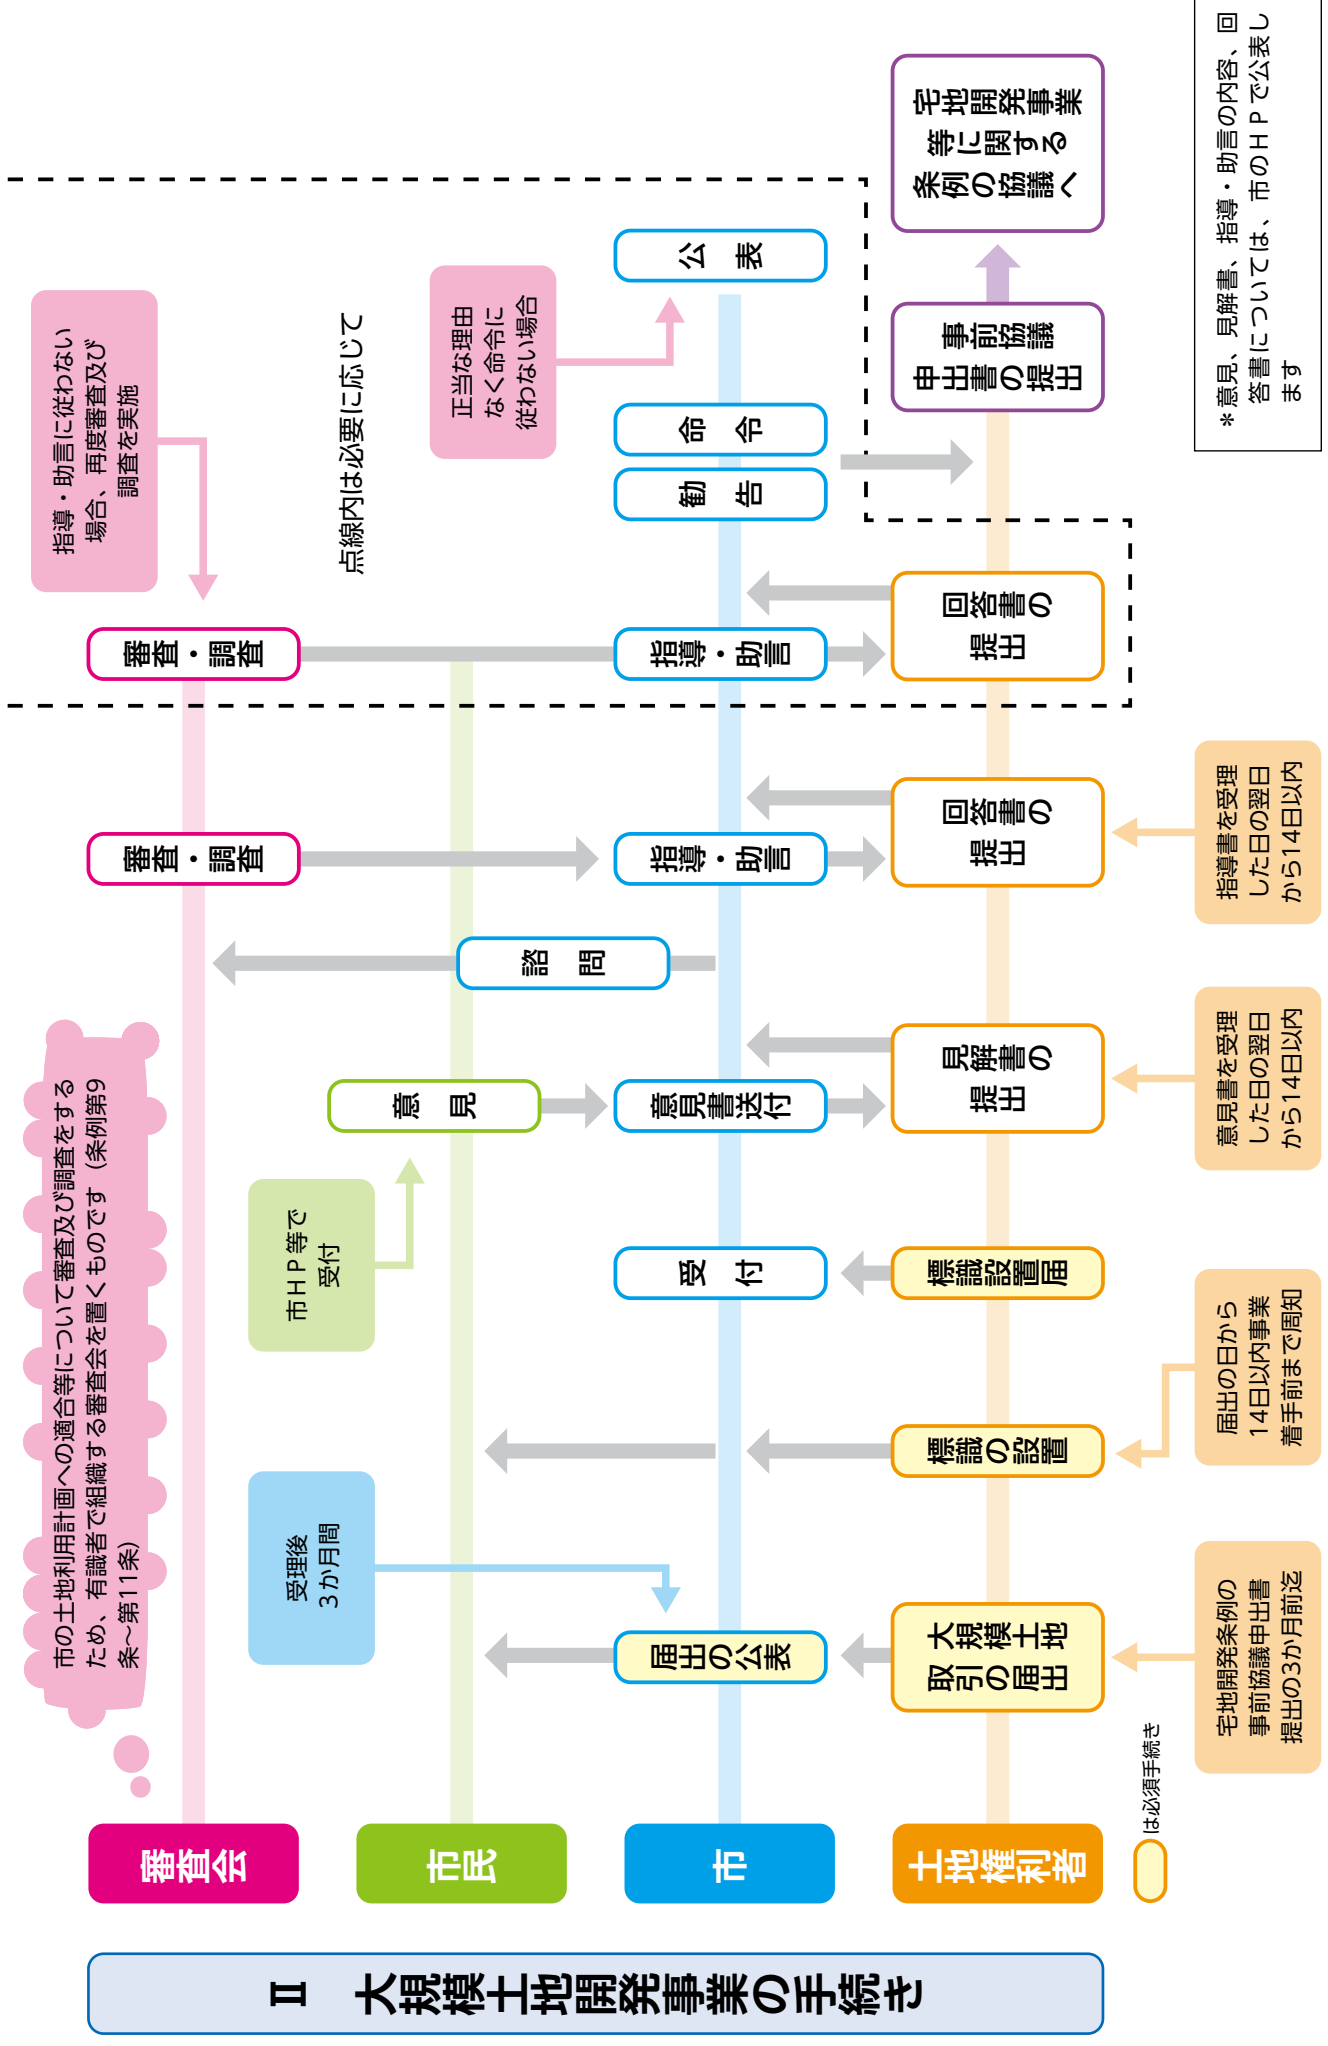 Ⅱ　大規模土地開発事業の手続き
審査会
市民
市
土地権利者
は必須手続き
市の土地利用計画への適合等について審査及び調査をする
ため、有識者で組織する審査会を置くものです（条例第9
条～第11条）
受理後
3か月間
届出の公表
大規模土地
取引の届出
宅地開発条例の
事前協議申出書
提出の3か月前迄
標識の設置
届出の日から
14日以内事業
着手前まで周知
市ＨＰ等で
受付
受　付
標識設置届
意　見
意見書送付
見解書の
提出
意見書を受理
した日の翌日
から14日以内
諮　問
審査・調査
指導・助言
回答書の
提出
指導書を受理
した日の翌日
から14日以内
審査・調査
指導・助言
回答書の
提出
指導・助言に従わない
場合、再度審査及び
調査を実施
点線内は必要に応じて
勧　告
命　令
正当な理由
なく命令に
従わない場合
公　表
事前協議
申出書の提出
宅地開発事業
等に関する
条例の協議へ
＊意見、見解書、指導・助言の内容、回
答書については、市のＨＰで公表し
ます